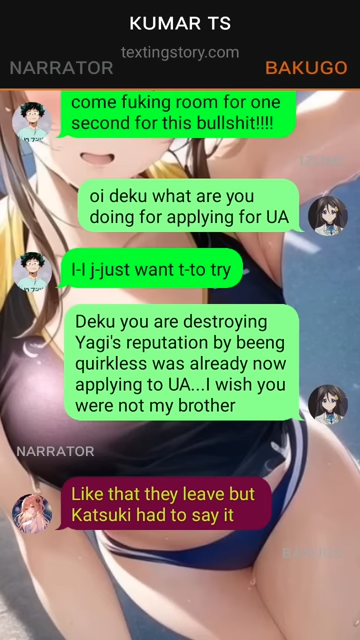 KUMAR TS
textingstory.com
NARRATOR
BAKUGO
come fuking room for one
second for this bullshit!!!!
oi deku what are you
doing for applying for UA
I-I j-just want t-to try
Deku you are destroying
Yagi's reputation by beeng
quirkless was already now
applying to UA...I wish you
were not my brother
NARRATOR
Like that they leave but
Katsuki had to say it